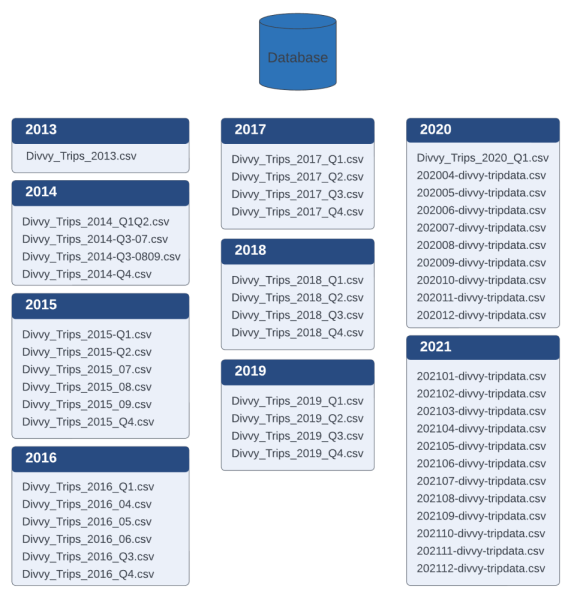 Database
2013
Divvy_Trips_2013.csv
2014
Divvy_Trips_2014_Q1Q2.csv
Divvy_Trips_2014-Q3-07.csv
Divvy_Trips_2014-Q3-0809.csv
Divvy_Trips_2014-Q4.csv
2015
Divvy_Trips_2015-Q1.csv
Divvy_Trips_2015-Q2.csv
Divvy_Trips_2015_07.csv
Divvy_Trips_2015_08.csv
Divvy_Trips_2015_09.csv
Divvy_Trips_2015_Q4.csv
2016
Divvy_Trips_2016_Q1.csv
Divvy_Trips_2016_04.csv
Divvy_Trips_2016_05.csv
Divvy_Trips_2016_06.csv
Divvy_Trips_2016_Q3.csv
Divvy_Trips_2016_Q4.csv
2017
Divvy_Trips_2017_Q1.csv
Divvy_Trips_2017_Q2.csv
Divvy_Trips_2017_Q3.csv
Divvy_Trips_2017_Q4.csv
2018
Divvy_Trips_2018_Q1.csv
Divvy_Trips_2018_Q2.csv
Divvy_Trips_2018_Q3.csv
Divvy_Trips_2018_Q4.csv
2019
Divvy_Trips_2019_Q1.csv
Divvy_Trips_2019_Q2.csv
Divvy_Trips_2019_Q3.csv
Divvy_Trips_2019_Q4.csv
2020
Divvy_Trips_2020_Q1.csv
202004-divvy-tripdata.csv
202005-divvy-tripdata.csv
202006-divvy-tripdata.csv
202007-divvy-tripdata.csv
202008-divvy-tripdata.csv
202009-divvy-tripdata.csv
202010-divvy-tripdata.csv
202011-divvy-tripdata.csv
202012-divvy-tripdata.csv
2021
202101-divvy-tripdata.csv
202102-divvy-tripdata.csv
202103-divvy-tripdata.csv
202104-divvy-tripdata.csv
202105-divvy-tripdata.csv
202106-divvy-tripdata.csv
202107-divvy-tripdata.csv
202108-divvy-tripdata.csv
202109-divvy-tripdata.csv
202110-divvy-tripdata.csv
202111-divvy-tripdata.csv
202112-divvy-tripdata.csv